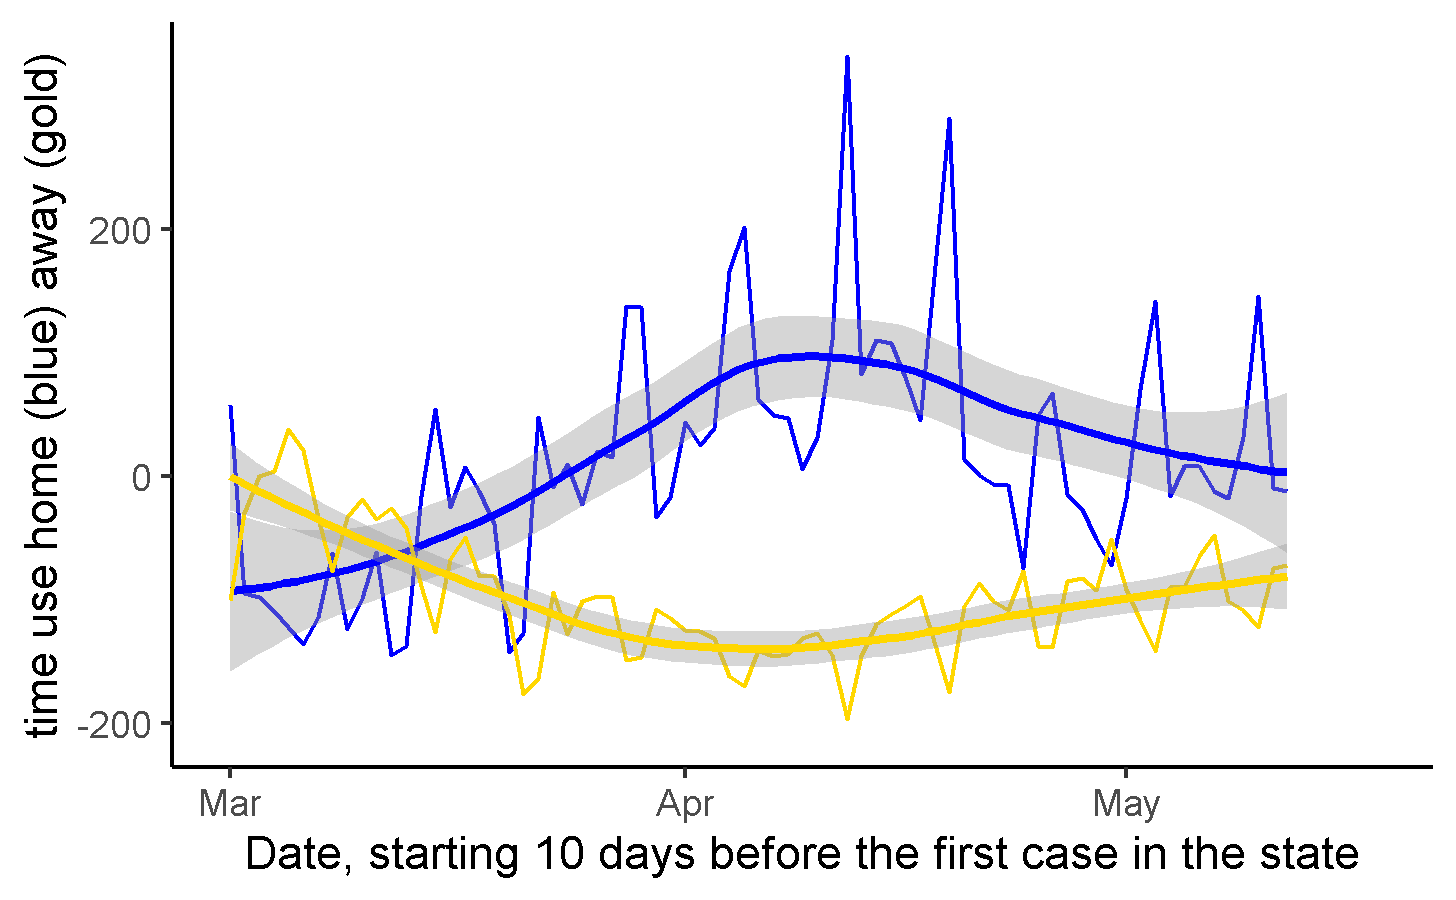 time use home (blue) away (gold)
200
0
-200
Mar
Apr
May
Date, starting 10 days before the first case in the state